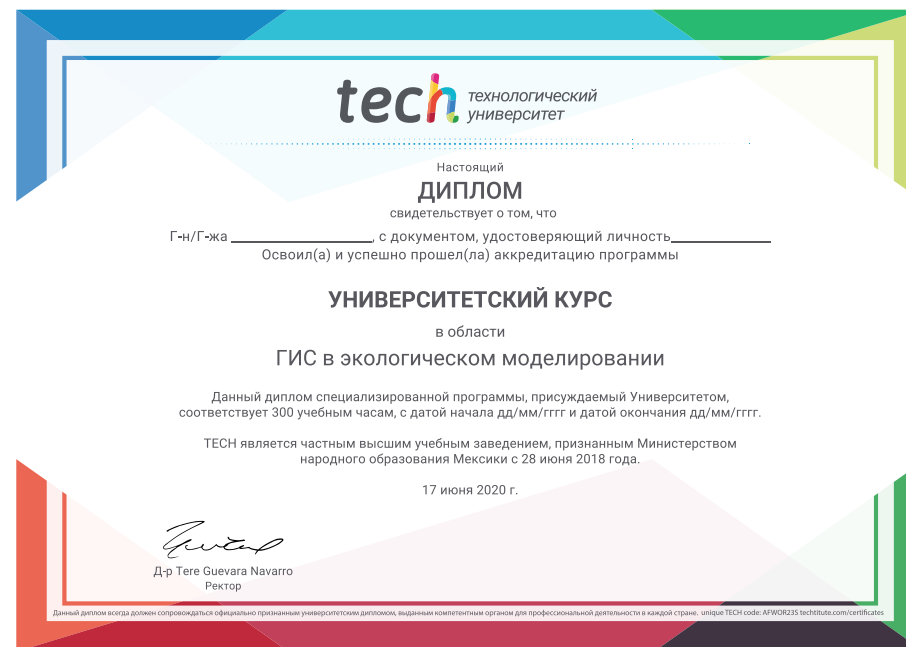 tech технологический
университет
Настоящий
ДИПЛОМ
свидетельствует о том, что
Г-н/Г-жа ____________________, с документом, удостоверяющий личность______________
Освоил(а) и успешно прошел(ла) аккредитацию программы
УНИВЕРСИТЕТСКИЙ КУРС
в области
ГИС в экологическом моделировании
Данный диплом специализированной программы, присуждаемый Университетом,
соответствует 300 учебным часам, с датой начала дд/мм/гггг и датой окончания дд/мм/гггг.
TECH является частным высшим учебным заведением, признанным Министерством
народного образования Мексики с 28 июня 2018 года.
17 июня 2020 г.
Д-р Tere Guevara Navarro
Ректор
Данный диплом всегда должен сопровождаться официально признанным университетским дипломом, выданным компетентным органом для профессиональной деятельности в каждой стране. unique TECH code: AFWOR23S techtitute.com/certificates